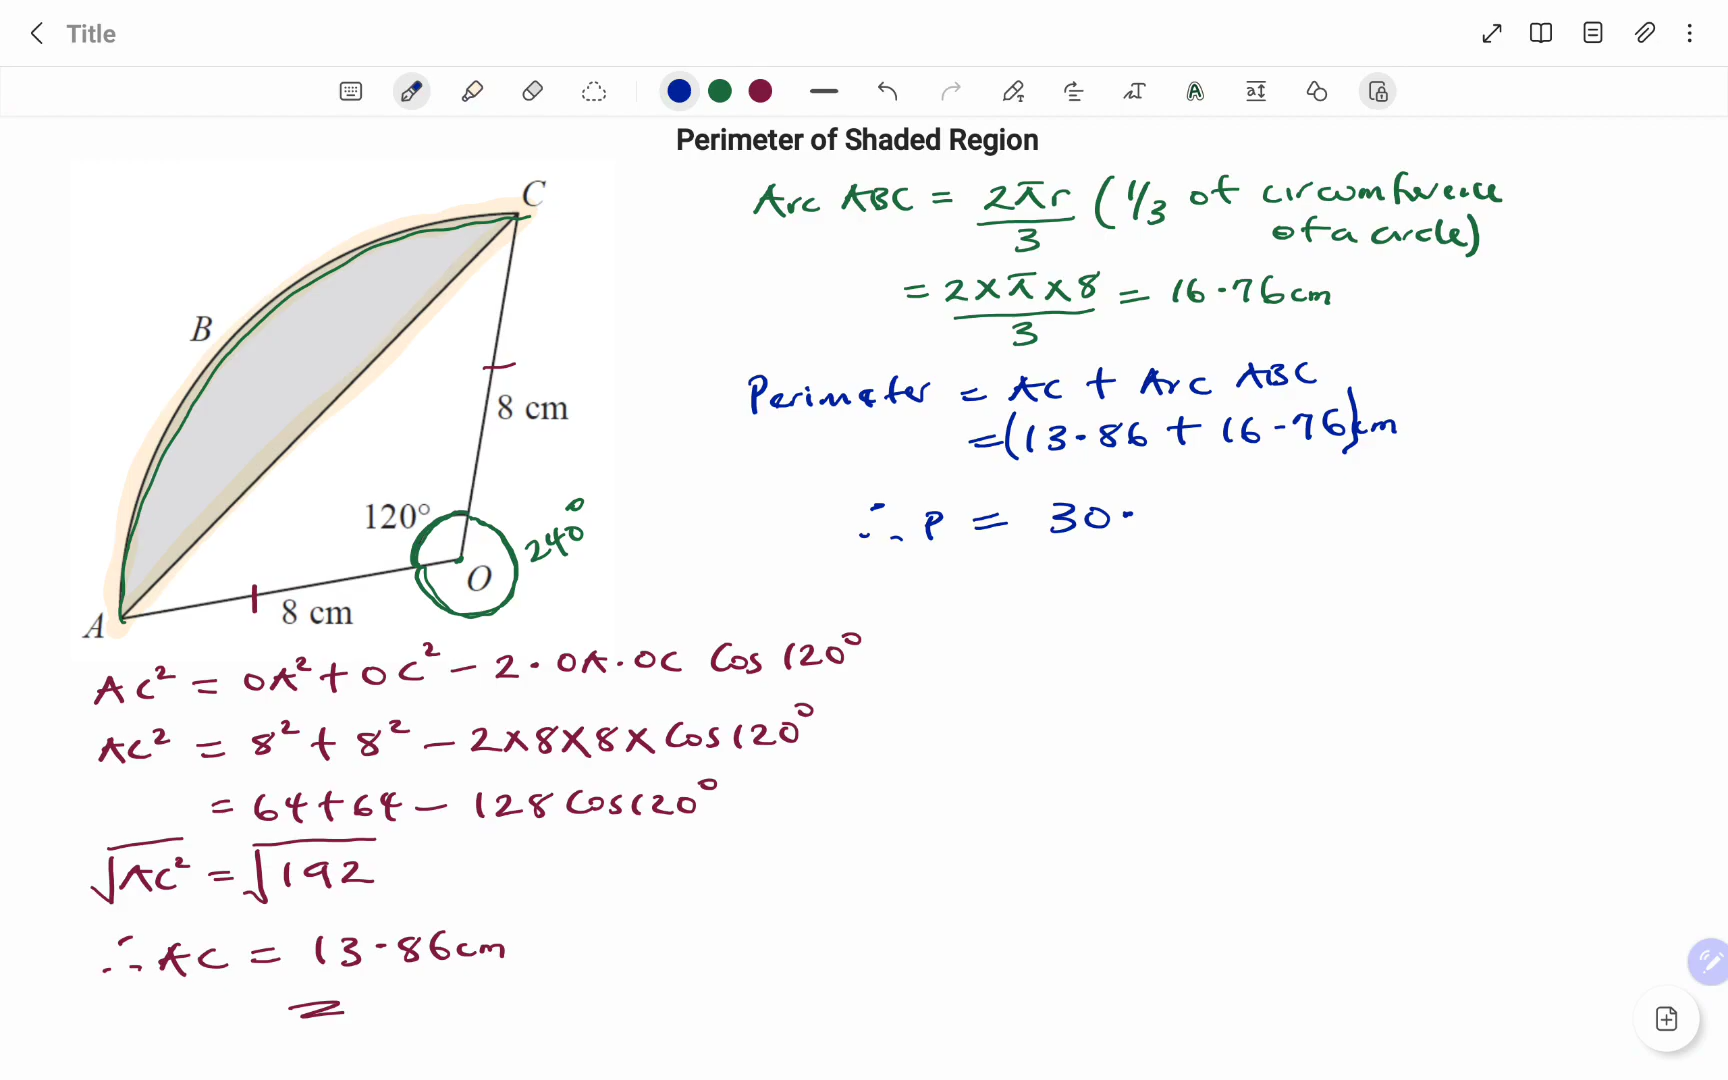 Title
Perimeter of Shaded Region
C
B
8 cm
120°
240°
O
8 cm
A
AC² = OA² + OC² – 2·OA·OC Cos 120°
AC² = 8² + 8² – 2×8×8× Cos 120°
= 64+64 – 128 Cos 120°
√AC² = √192
∴ AC = 13.86cm
Arc ABC = 2πr/3 (1/3 of circumference
of a circle)
= 2×π×8/3 = 16.76cm
Perimeter = AC + Arc ABC
= (13.86 + 16.76)cm
∴ P = 30.